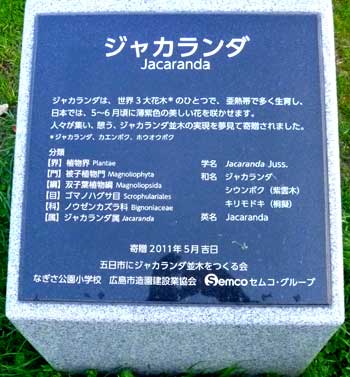 ジャカランダ
Jacaranda
ジャカランダは、世界３大花木*のひとつで、亜熱帯で多く生育し、
日本では、5～6月頃に薄紫色の美しい花を咲かせます。
人々が集い、憩う、ジャカランダ並木の実現を夢見て寄贈されました。
*ジャカランダ、カエンボク、ホウオウボク
分類
【界】植物界 Plantae
【門】被子植物門 Magnoliophyta
【綱】双子葉植物綱 Magnoliopsida
【目】ゴマノハグサ目 Scrophulariales
【科】ノウゼンカズラ科 Bignoniaceae
【属】ジャカランダ属 Jacaranda
学名 Jacaranda Juss.
和名 ジャカランダ
シウンボク（紫雲木）
キリモドキ（桐擬）
英名 Jacaranda
寄贈 2011年5月吉日
五日市にジャカランダ並木をつくる会
なぎさ公園小学校 広島市造園建設業協会 Semco セムコ・グループ